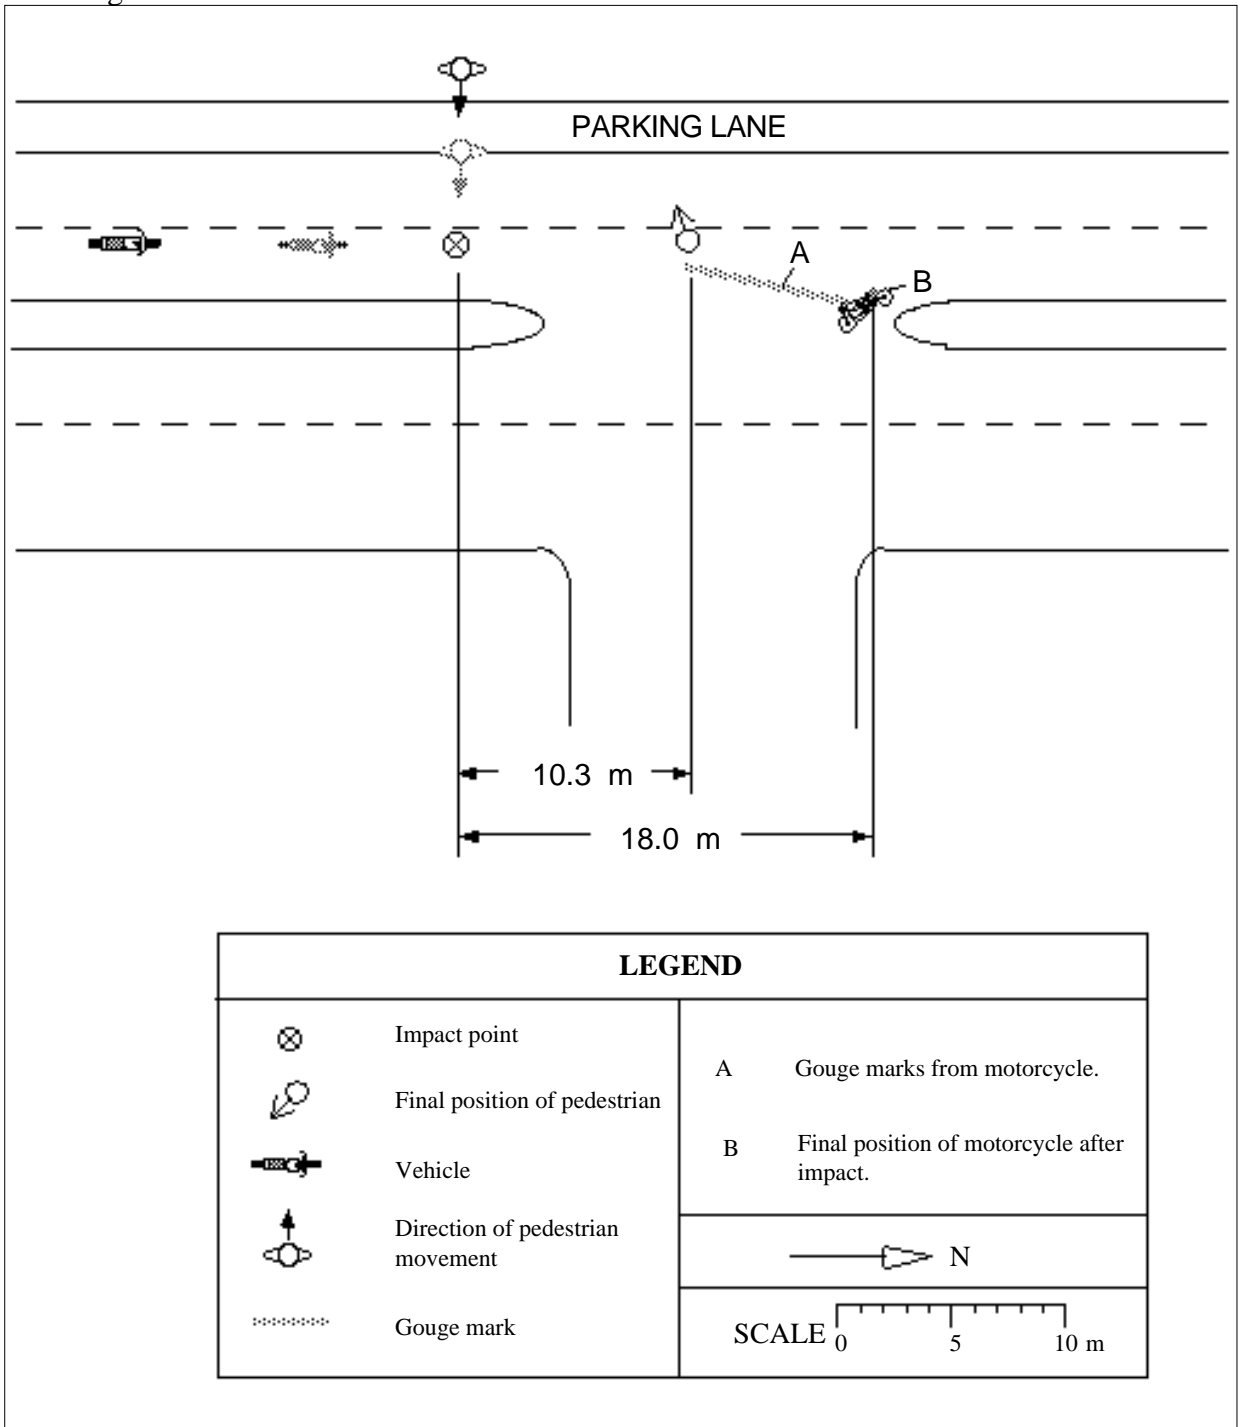 PARKING LANE
A
B
10.3 m
18.0 m
LEGEND
Impact point
Final position of pedestrian
Vehicle
Direction of pedestrian
movement
Gouge mark
A Gouge marks from motorcycle.
B Final position of motorcycle after
impact.
N
SCALE
0 5 10 m